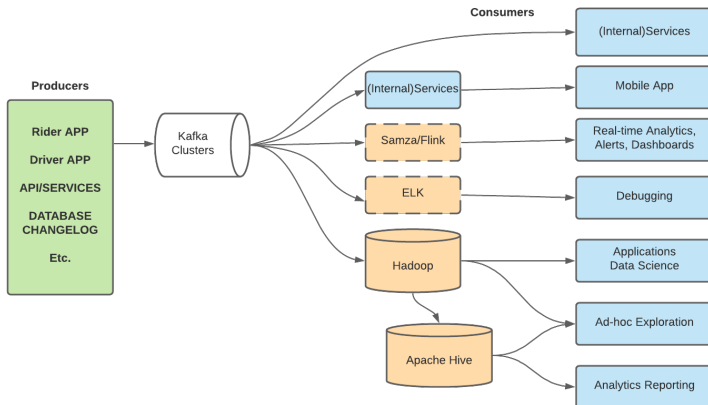 Consumers
(Internal)Services
Producers
(Internal)Services
Mobile App
Rider APP
Driver APP
API/SERVICES
DATABASE
CHANGELOG
Etc.
Kafka
Clusters
Samza/Flink
Real-time Analytics,
Alerts, Dashboards
ELK
Debugging
Hadoop
Applications
Data Science
Ad-hoc Exploration
Apache Hive
Analytics Reporting